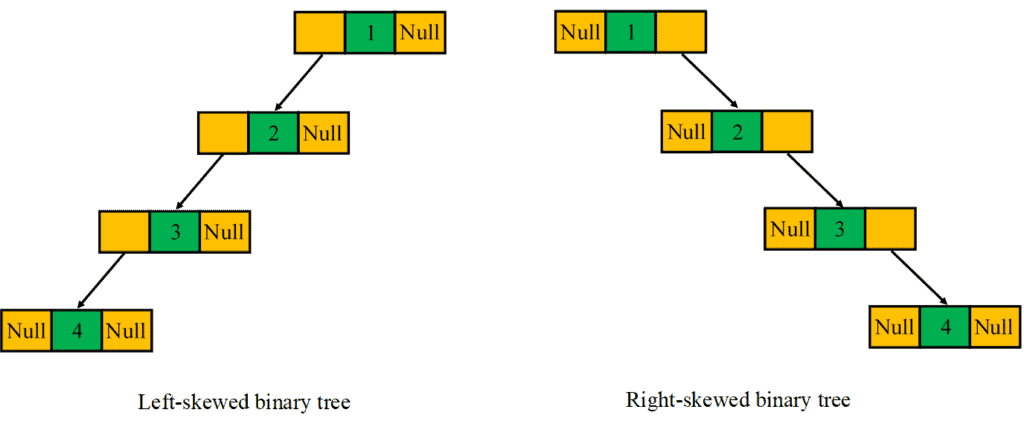 1 Null
2 Null
3 Null
Null 4 Null
Left-skewed binary tree
Null 1
Null 2
Null 3
Null 4 Null
Right-skewed binary tree